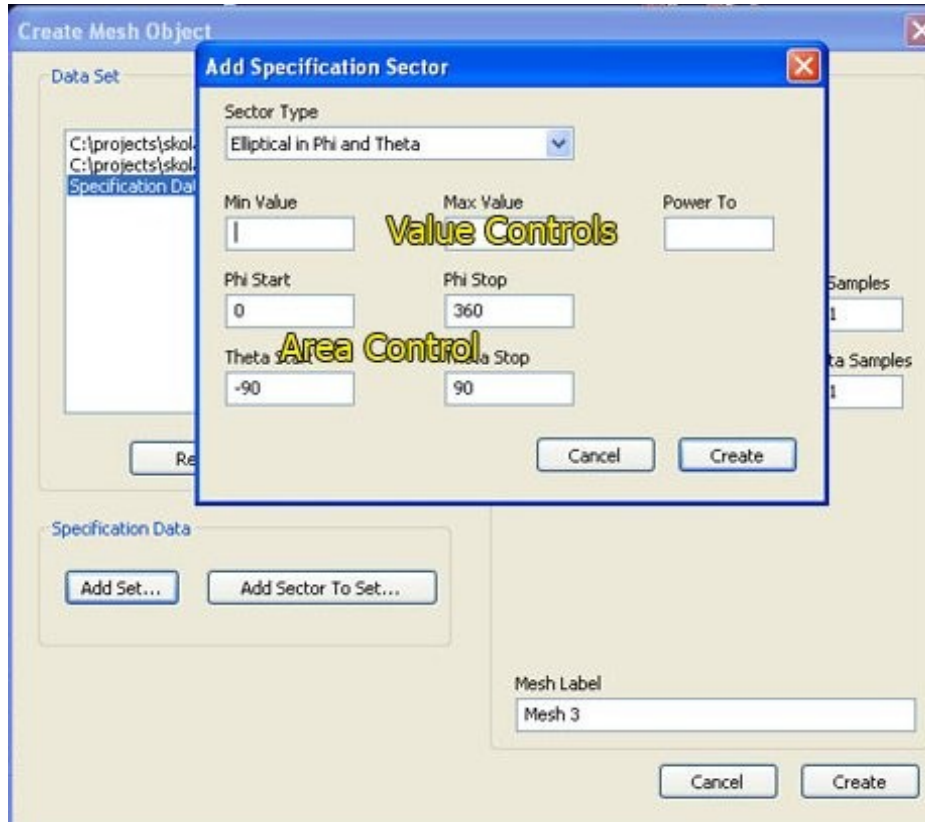 Create Mesh Object
Add Specification Sector
Data Set
Sector Type
Elliptical in Phi and Theta
C:\projects\skol
C:\projects\skol
Specification Da
Min Value Max Value Power To
Value Controls
Phi Start Phi Stop
0 360
Samples
1
Area Control
Theta Stop
ta Samples
-90 90
1
Re
Cancel Create
Specification Data
Add Set... Add Sector To Set...
Mesh Label
Mesh 3
Cancel Create